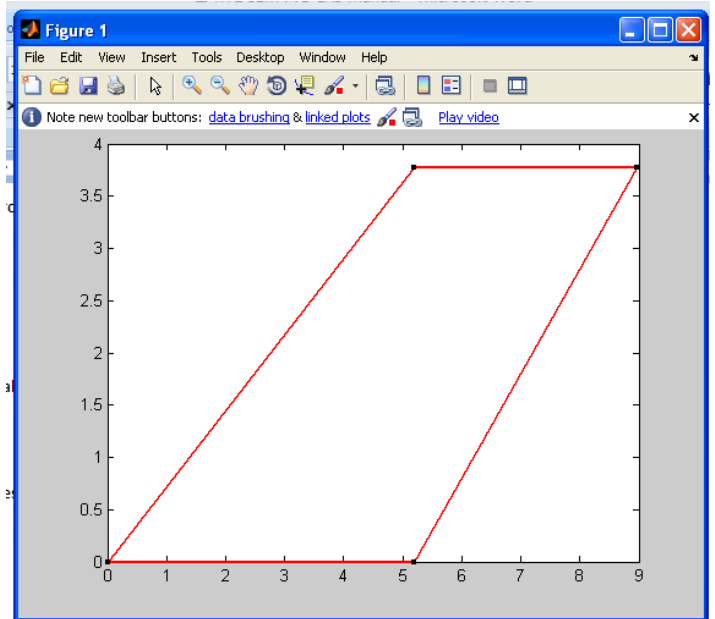 Figure 1
File Edit View Insert Tools Desktop Window Help
Note new toolbar buttons: data brushing & linked plots Play video
4
3.5
3
2.5
2
1.5
1
0.5
0
0 1 2 3 4 5 6 7 8 9